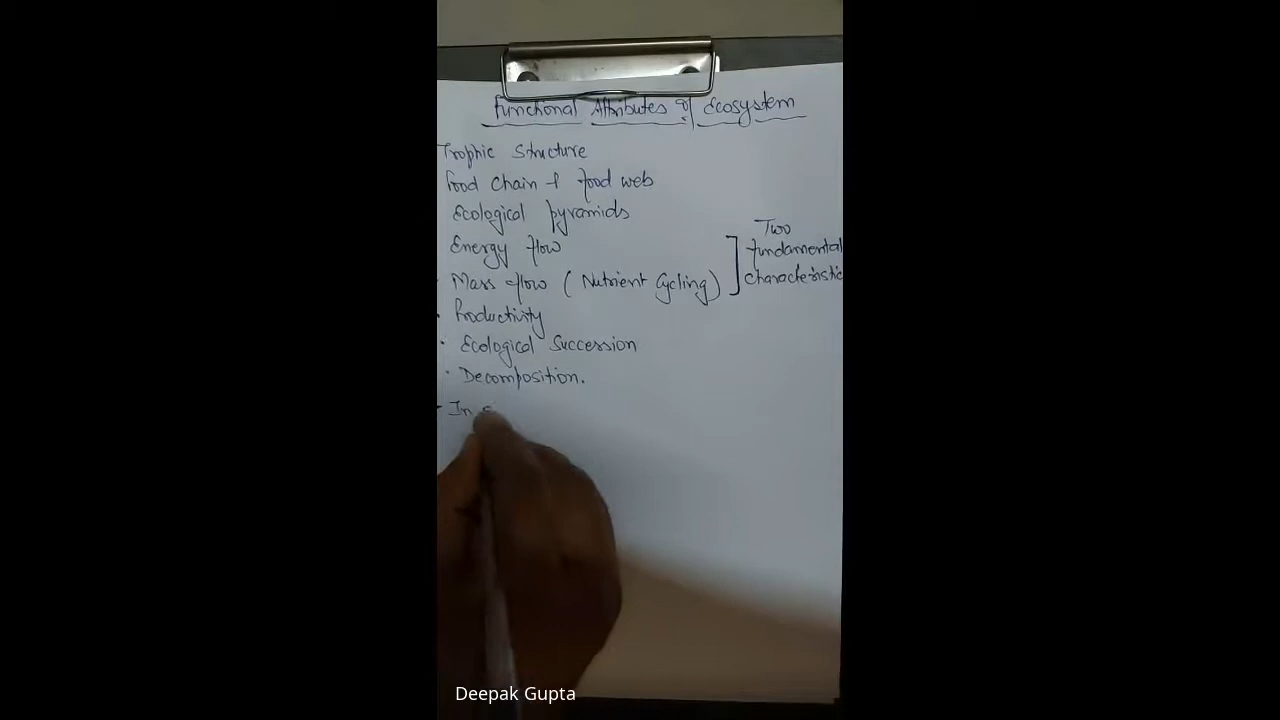 Functional Attributes of Ecosystem
Trophic Structure
Food Chain & food web
Ecological pyramids
Energy flow
Mass flow (Nutrient Cycling)
Two
fundamental
characteristic
• Productivity
• Ecological Succession
• Decomposition.
In
Deepak Gupta